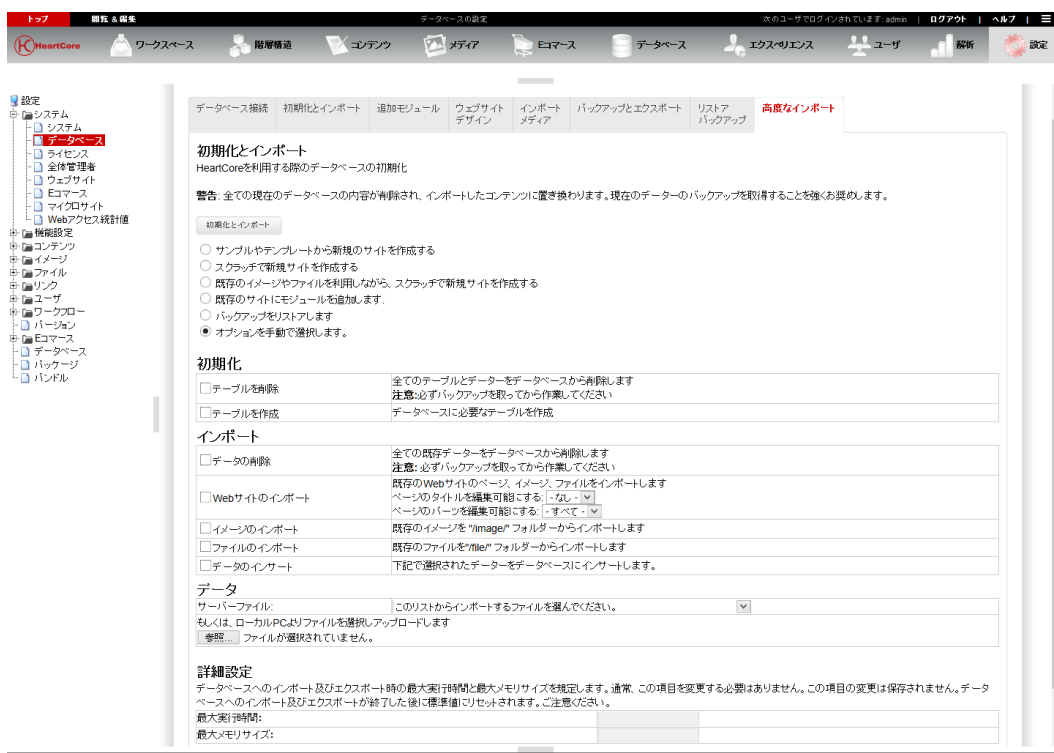 トップ 閲覧 & 編集 データベースの設定 次のユーザでログインされています: admin | ログアウト | ヘルプ |
HeartCore ワークスペース 階層構造 コンテンツ メディア Eコマース データベース エクスペリエンス ユーザ 解析 設定
設定
システム
システム
データベース
ライセンス
全体管理者
ウェブサイト
Eコマース
マイクロサイト
Webアクセス統計値
機能設定
コンテンツ
イメージ
ファイル
リンク
ユーザ
ワークフロー
バージョン
Eコマース
データベース
パッケージ
バンドル
データベース接続 初期化とインポート 追加モジュール ウェブサイト インポート バックアップとエクスポート リストア 高度なインポート
デザイン メディア バックアップ
初期化とインポート
HeartCoreを利用する際のデータベースの初期化
警告: 全ての現在のデータベースの内容が削除され、インポートしたコンテンツに置き換わります。現在のデーターのバックアップを取得することを強くお奨めします。
初期化とインポート
サンプルやテンプレートから新規のサイトを作成する
スクラッチで新規サイトを作成する
既存のイメージやファイルを利用しながら、スクラッチで新規サイトを作成する
既存のサイトにモジュールを追加します.
バックアップをリストアします
オプションを手動で選択します。
初期化
テーブルを削除 全てのテーブルとデーターをデータベースから削除します
注意:必ずバックアップを取ってから作業してください
テーブルを作成 データベースに必要なテーブルを作成
インポート
データの削除 全ての既存データーをデータベースから削除します
注意: 必ずバックアップを取ってから作業してください
Webサイトのインポート 既存のWebサイトのページ、イメージ、ファイルをインポートします
ページのタイトルを編集可能にする: - なし -
ページのパーツを編集可能にする: - すべて -
イメージのインポート 既存のイメージを "/image/" フォルダーからインポートします
ファイルのインポート 既存のファイルを"/file/" フォルダーからインポートします
データのインサート 下記で選択されたデーターをデータベースにインサートします。
データ
サーバーファイル: このリストからインポートするファイルを選んでください。
もしくは、ローカルPCよりファイルを選択しアップロードします
参照... ファイルが選択されていません。
詳細設定
データベースへのインポート及びエクスポート時の最大実行時間と最大メモリサイズを規定します。通常、この項目を変更する必要はありません。この項目の変更は保存されません。データ
ベースへのインポート及びエクスポートが終了した後に標準値にリセットされます。ご注意ください。
最大実行時間:
最大メモリサイズ: